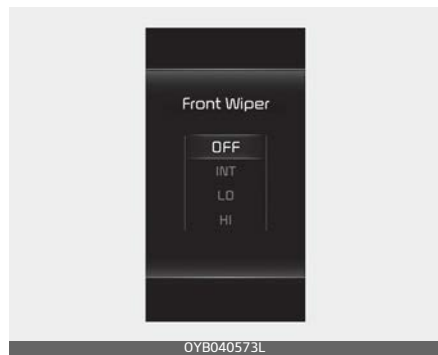 Front Wiper
OFF
INT
LO
HI
OYB040573L